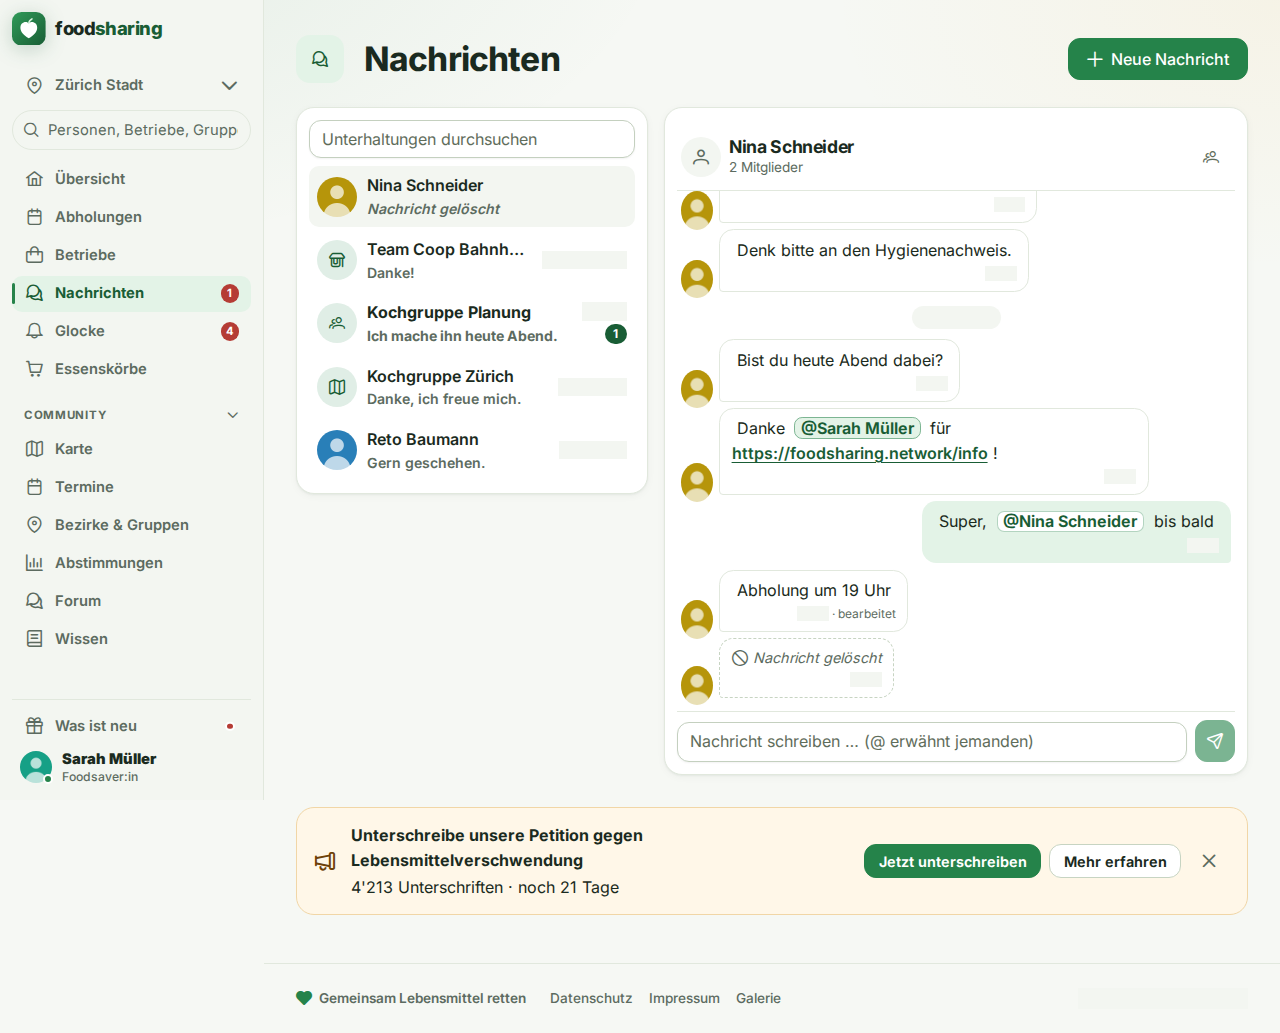 foodsharing
Zürich Stadt
Personen, Betriebe, Grupp
Übersicht
Abholungen
Betriebe
Nachrichten 1
Glocke 4
Essenskörbe
COMMUNITY
Karte
Termine
Bezirke & Gruppen
Abstimmungen
Forum
Wissen
Was ist neu
Sarah Müller
Foodsaver:in
Nachrichten
Neue Nachricht
Unterhaltungen durchsuchen
Nina Schneider
Nachricht gelöscht
Team Coop Bahnh...
Danke!
Kochgruppe Planung
Ich mache ihn heute Abend. 1
Kochgruppe Zürich
Danke, ich freue mich.
Reto Baumann
Gern geschehen.
Nina Schneider
2 Mitglieder
Denk bitte an den Hygienenachweis.
Bist du heute Abend dabei?
Danke @Sarah Müller für
https://foodsharing.network/info !
Super, @Nina Schneider bis bald
Abholung um 19 Uhr
· bearbeitet
Nachricht gelöscht
Nachricht schreiben … (@ erwähnt jemanden)
Unterschreibe unsere Petition gegen
Lebensmittelverschwendung
4'213 Unterschriften · noch 21 Tage
Jetzt unterschreiben
Mehr erfahren
Gemeinsam Lebensmittel retten Datenschutz Impressum Galerie